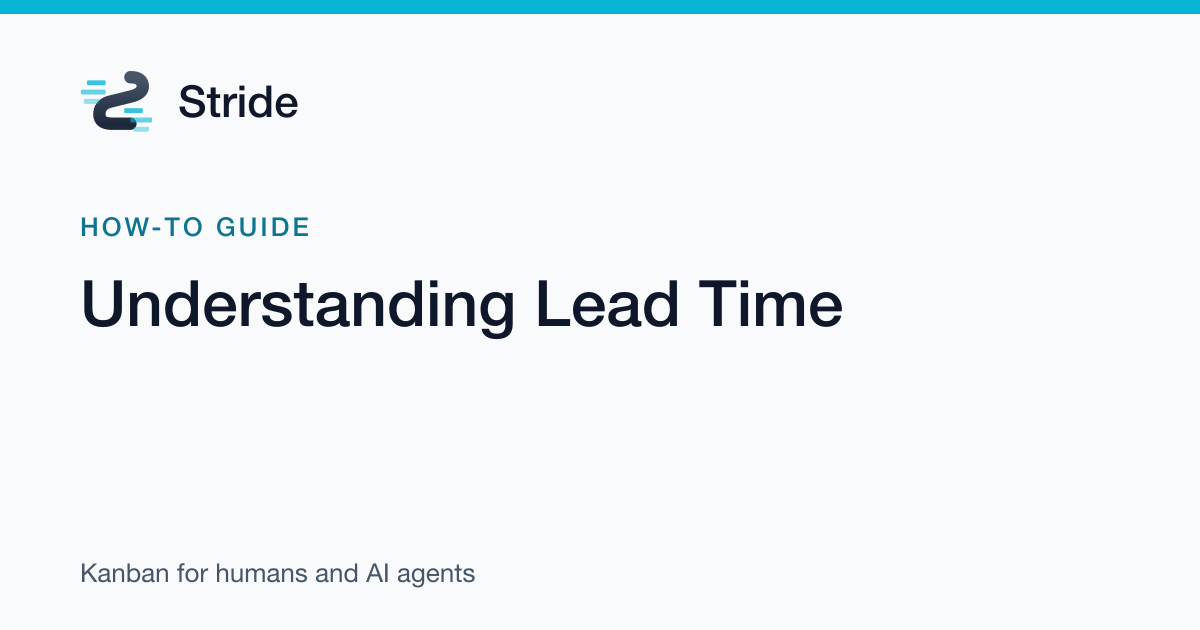 Stride
HOW-TO GUIDE
Understanding Lead Time
Kanban for humans and AI agents